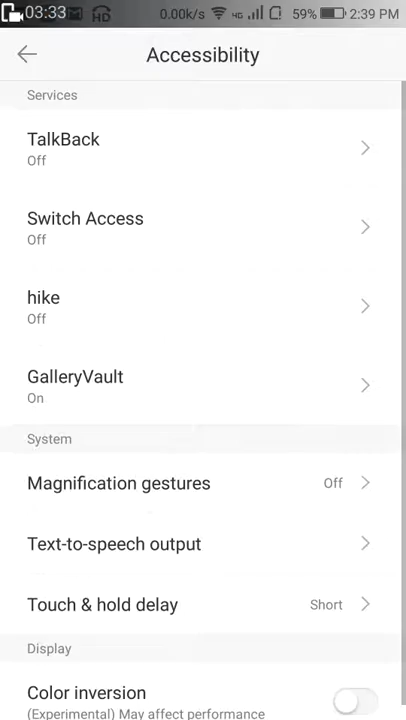 03:33 HD 0.00k/s 4G 59% 2:39 PM
Accessibility
Services
TalkBack
Off
Switch Access
Off
hike
Off
GalleryVault
On
System
Magnification gestures Off
Text-to-speech output
Touch & hold delay Short
Display
Color inversion
(Experimental) May affect performance